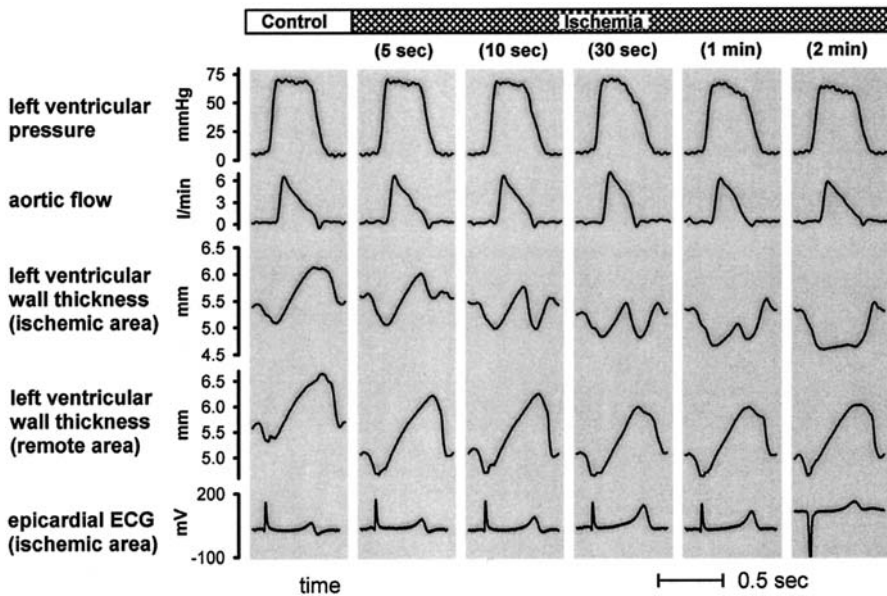 Control
Ischemia
(5 sec) (10 sec) (30 sec) (1 min) (2 min)
left ventricular
pressure
mmHg
75
50
25
0
aortic flow
l/min
6
3
0
left ventricular
wall thickness
(ischemic area)
mm
6.5
6.0
5.5
5.0
4.5
left ventricular
wall thickness
(remote area)
mm
6.5
6.0
5.5
5.0
epicardial ECG
(ischemic area)
mV
200
-100
time
0.5 sec